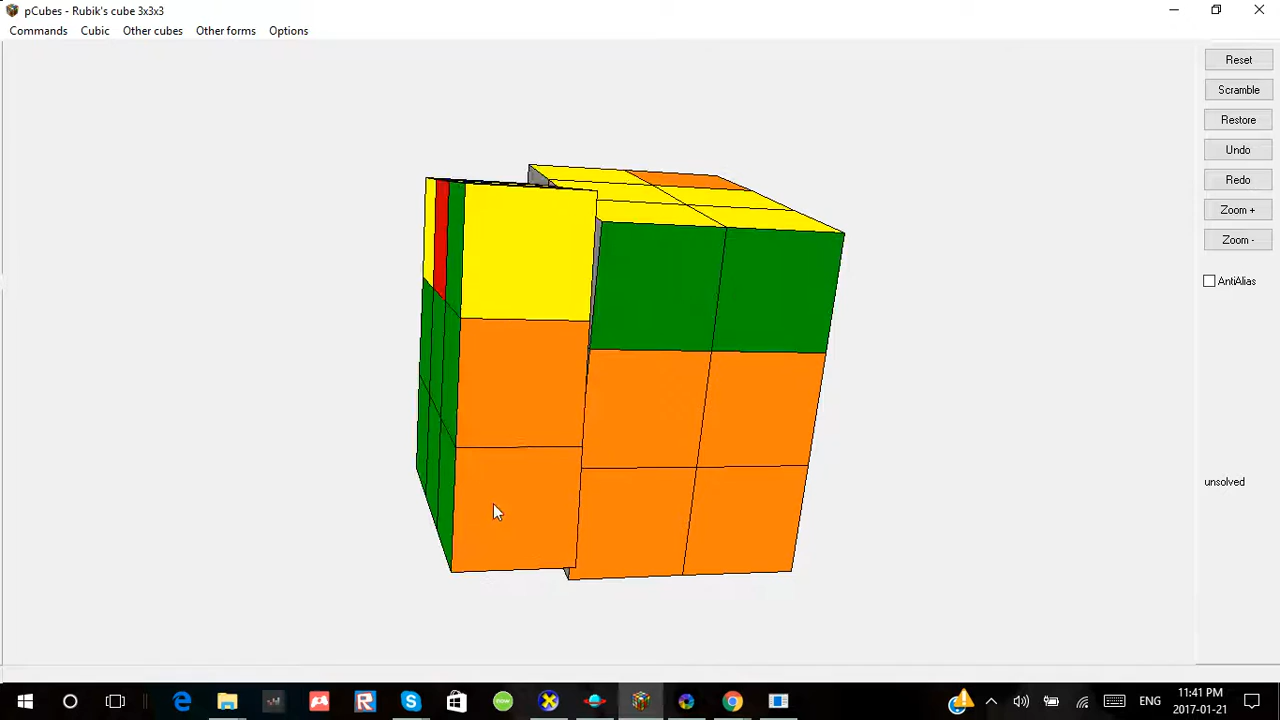 pCubes - Rubik's cube 3x3x3
Commands Cubic Other cubes Other forms Options
Reset
Scramble
Restore
Undo
Redo
Zoom +
Zoom -
AntiAlias
unsolved
new
ENG
11:41 PM
2017-01-21